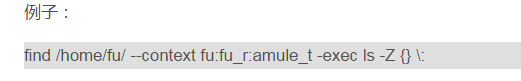 例子：
find /home/fu/ --context fu:fu_r:amule_t -exec ls -Z {} \: